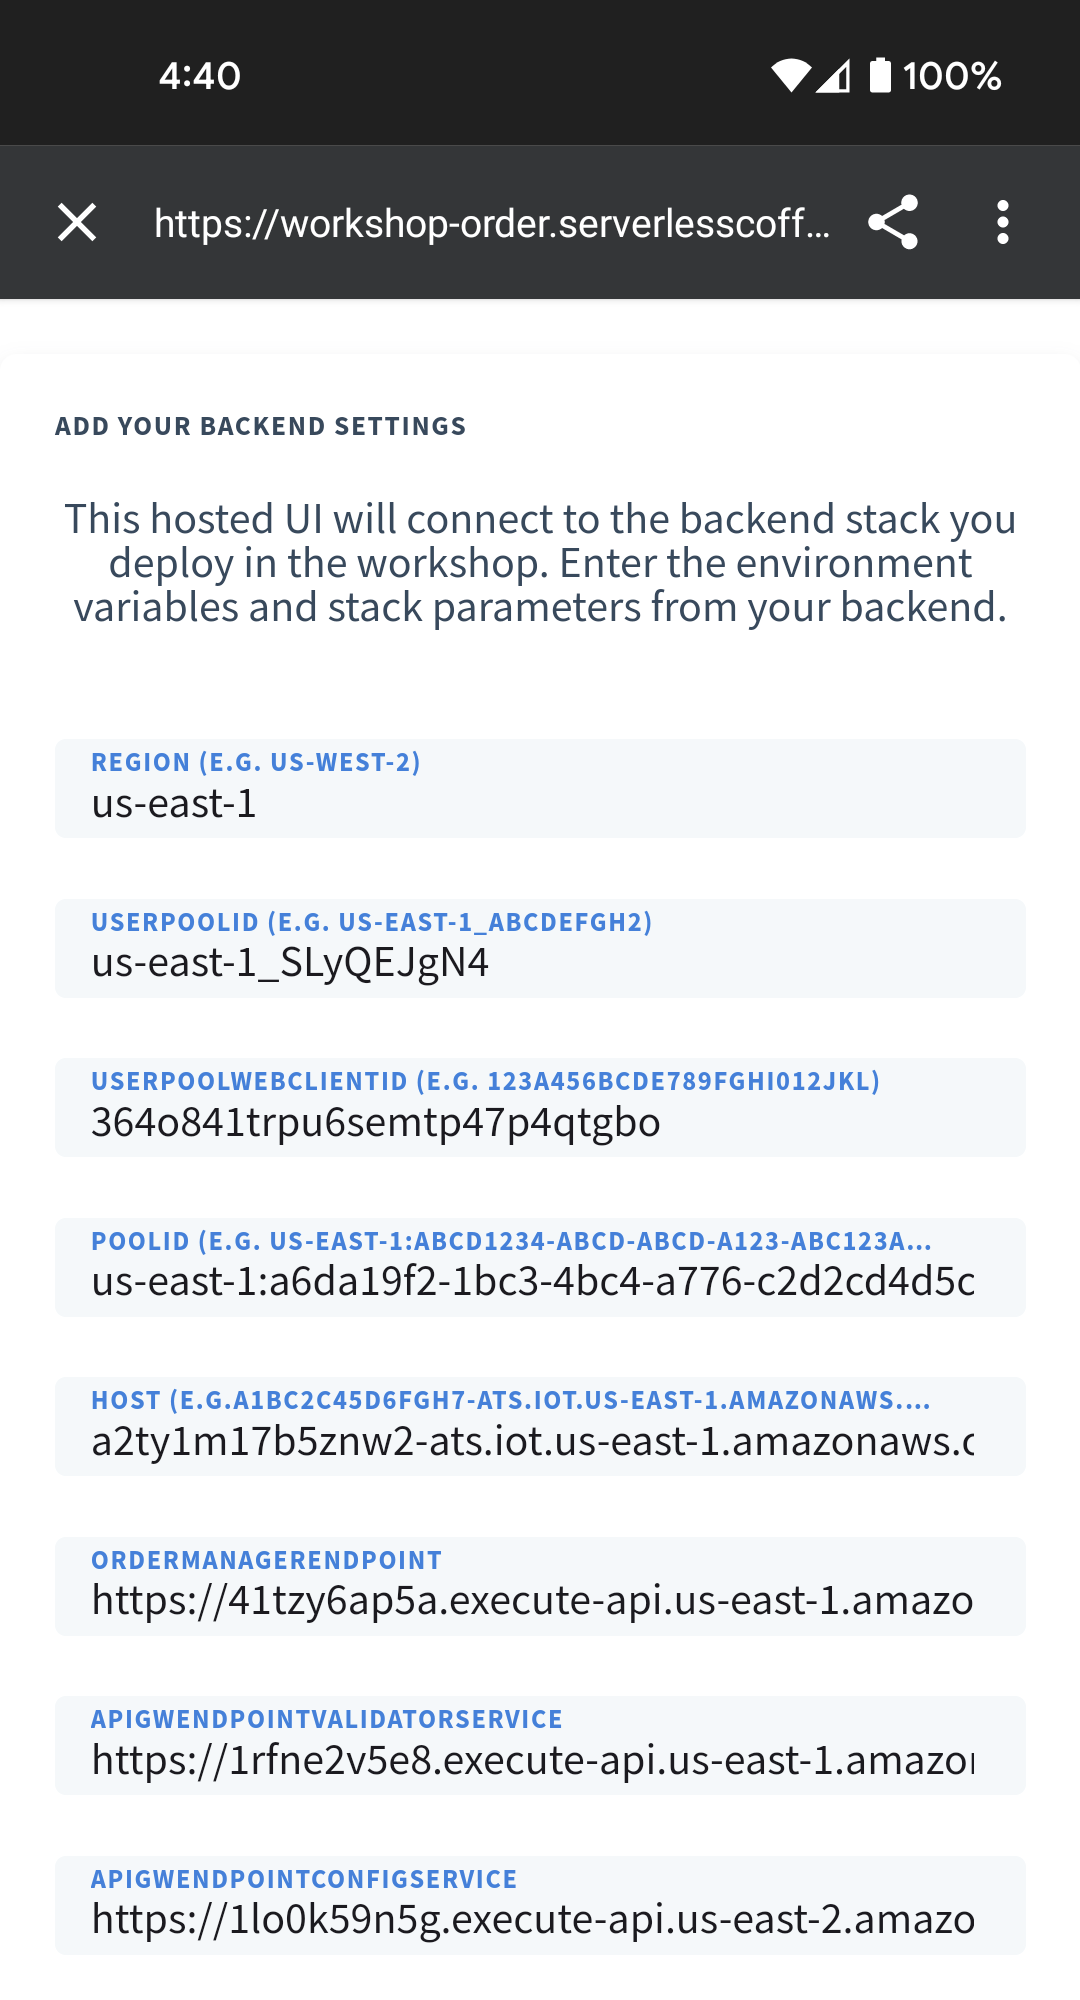 4:40
100%
https://workshop-order.serverlesscoff...
ADD YOUR BACKEND SETTINGS
This hosted UI will connect to the backend stack you
deploy in the workshop. Enter the environment
variables and stack parameters from your backend.
REGION (E.G. US-WEST-2)
us-east-1
USERPOOLID (E.G. US-EAST-1_ABCDEFGH2)
us-east-1_SLyQEJgN4
USERPOOLWEBCLIENTID (E.G. 123A456BCDE789FGHI012JKL)
364o841trpu6semtp47p4qtgbo
POOLID (E.G. US-EAST-1:ABCD1234-ABCD-ABCD-A123-ABC123A...
us-east-1:a6da19f2-1bc3-4bc4-a776-c2d2cd4d5c
HOST (E.G.A1BC2C45D6FGH7-ATS.IOT.US-EAST-1.AMAZONAWS....
a2ty1m17b5znw2-ats.iot.us-east-1.amazonaws.c
ORDERMANAGERENDPOINT
https://41tzy6ap5a.execute-api.us-east-1.amazo
APIGWENDPOINTVALIDATORSERVICE
https://1rfne2v5e8.execute-api.us-east-1.amazon
APIGWENDPOINTCONFIGSERVICE
https://1lo0k59n5g.execute-api.us-east-2.amazo